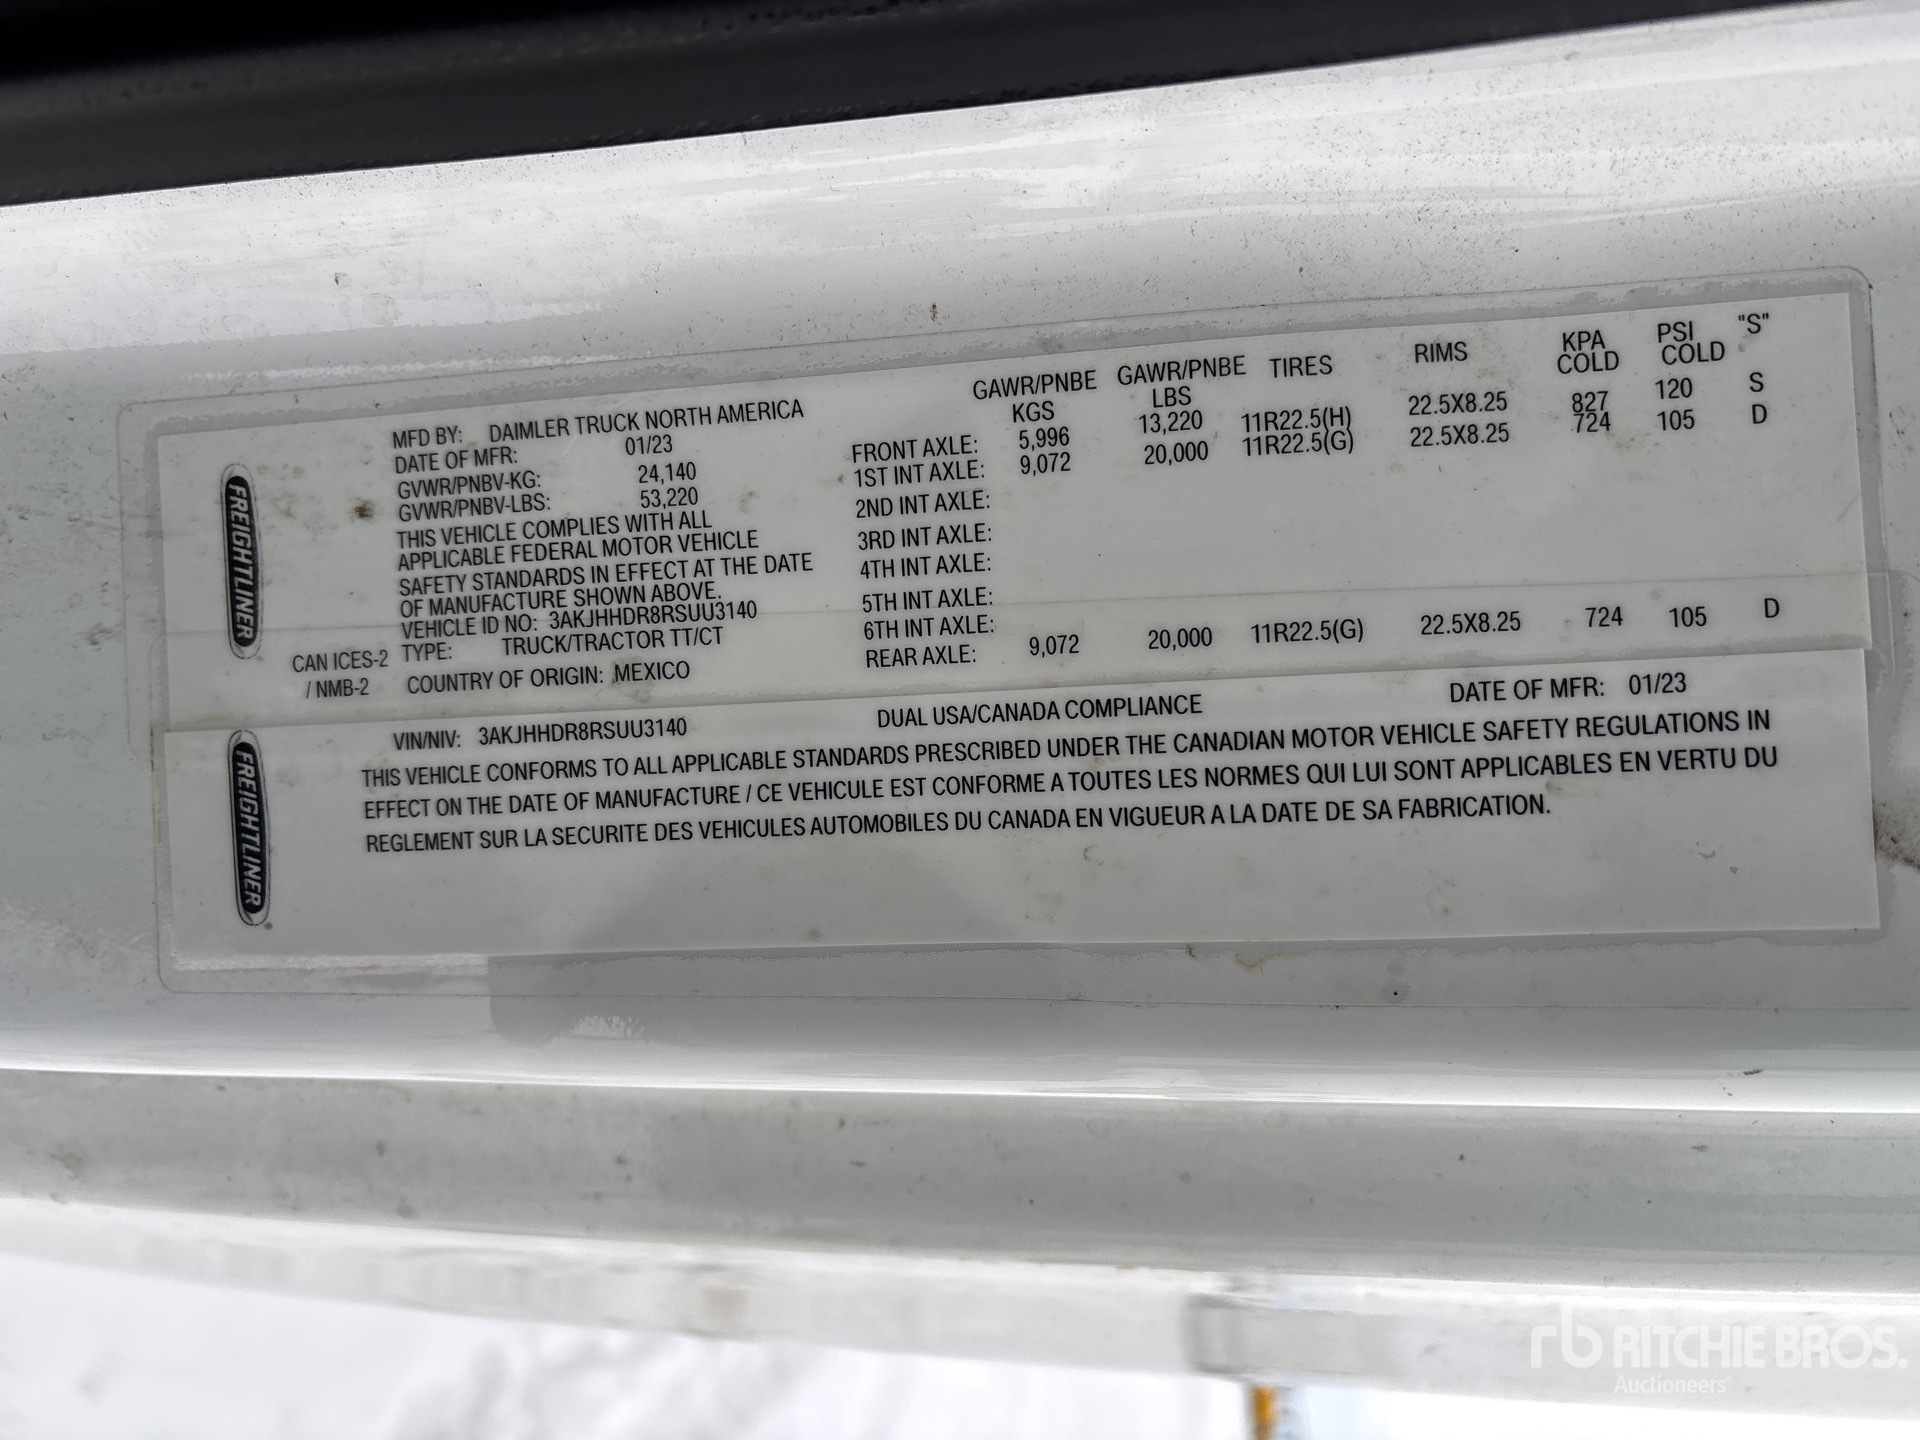 FREIGHTLINER
MFD BY: DAIMLER TRUCK NORTH AMERICA
DATE OF MFR: 01/23
GVWR/PNBV-KG: 24,140
GVWR/PNBV-LBS: 53,220
THIS VEHICLE COMPLIES WITH ALL
APPLICABLE FEDERAL MOTOR VEHICLE
SAFETY STANDARDS IN EFFECT AT THE DATE
OF MANUFACTURE SHOWN ABOVE.
VEHICLE ID NO: 3AKJHHDR8RSUU3140
TYPE: TRUCK/TRACTOR TT/CT
COUNTRY OF ORIGIN: MEXICO
CAN ICES-2
/ NMB-2
GAWR/PNBE KGS GAWR/PNBE LBS TIRES RIMS KPA COLD PSI COLD "S"
FRONT AXLE: 5,996 13,220 11R22.5(H) 22.5X8.25 827 120 S
1ST INT AXLE: 9,072 20,000 11R22.5(G) 22.5X8.25 724 105 D
2ND INT AXLE:
3RD INT AXLE:
4TH INT AXLE:
5TH INT AXLE:
6TH INT AXLE:
REAR AXLE: 9,072 20,000 11R22.5(G) 22.5X8.25 724 105 D
FREIGHTLINER®
VIN/NIV: 3AKJHHDR8RSUU3140 DUAL USA/CANADA COMPLIANCE DATE OF MFR: 01/23
THIS VEHICLE CONFORMS TO ALL APPLICABLE STANDARDS PRESCRIBED UNDER THE CANADIAN MOTOR VEHICLE SAFETY REGULATIONS IN
EFFECT ON THE DATE OF MANUFACTURE / CE VEHICULE EST CONFORME A TOUTES LES NORMES QUI LUI SONT APPLICABLES EN VERTU DU
REGLEMENT SUR LA SECURITE DES VEHICULES AUTOMOBILES DU CANADA EN VIGUEUR A LA DATE DE SA FABRICATION.
rb RITCHIE BROS.
Auctioneers